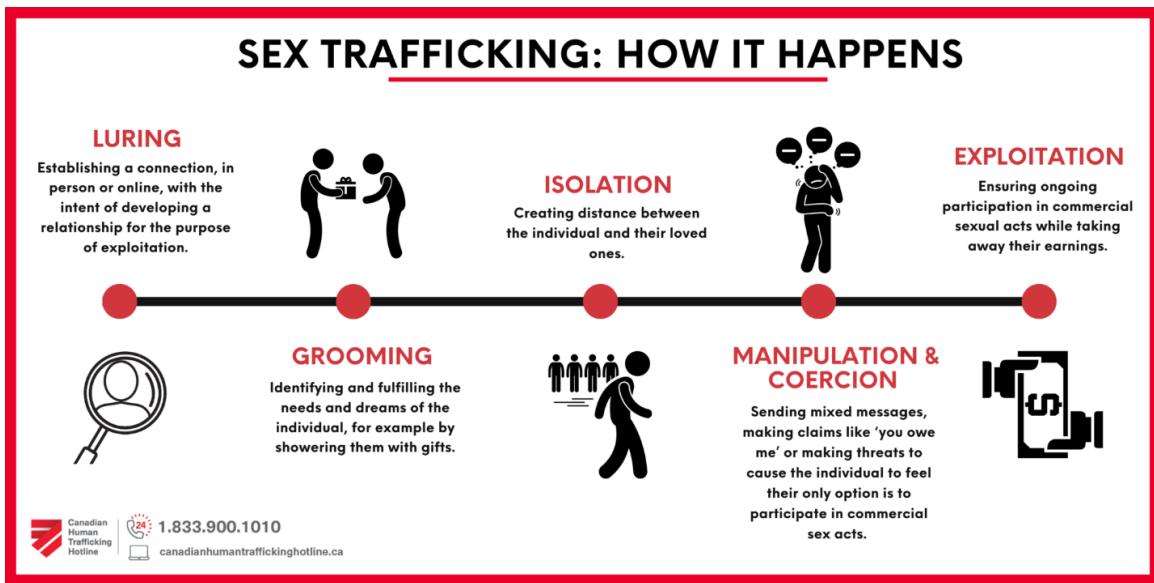 SEX TRAFFICKING: HOW IT HAPPENS
LURING
Establishing a connection, in
person or online, with the
intent of developing a
relationship for the purpose
of exploitation.
GROOMING
Identifying and fulfilling the
needs and dreams of the
individual, for example by
showering them with gifts.
ISOLATION
Creating distance between
the individual and their loved
ones.
MANIPULATION &
COERCION
Sending mixed messages,
making claims like ‘you owe
me’ or making threats to
cause the individual to feel
their only option is to
participate in commercial
sex acts.
EXPLOITATION
Ensuring ongoing
participation in commercial
sexual acts while taking
away their earnings.
$
Canadian
Human
Trafficking
Hotline
24
1.833.900.1010
canadianhumantraffickinghotline.ca